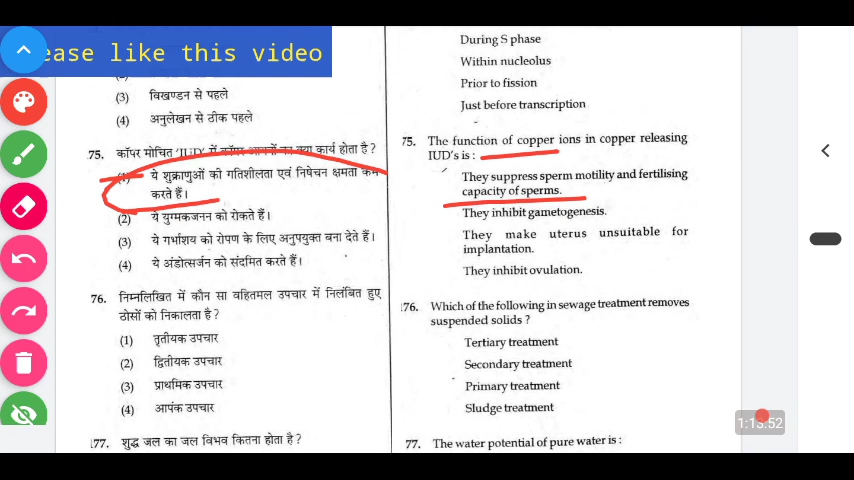 ease like this video
(3) विखण्डन से पहले
(4) अनुलेखन से ठीक पहले
175. कॉपर मोचित 'IUD' में कॉपर का क्या कार्य होता है?
(1) ये शुक्राणुओं की गतिशीलता एवं निषेचन क्षमता कम
करते हैं।
(2) ये युग्मकजनन को रोकते हैं।
(3) ये गर्भाशय को रोपण के लिए अनुपयुक्त बना देते हैं।
(4) ये अंडोत्सर्जन को संदमित करते हैं।
76. निम्नलिखित में कौन सा वहितमल उपचार में निलंबित हुए
ठोसों को निकालता है?
(1) तृतीयक उपचार
(2) द्वितीयक उपचार
(3) प्राथमिक उपचार
(4) आपंक उपचार
177. शुद्ध जल का जल विभव कितना होता है?
During S phase
Within nucleolus
Prior to fission
Just before transcription
75. The function of copper ions in copper releasing
IUD's is :
They suppress sperm motility and fertilising
capacity of sperms.
They inhibit gametogenesis.
They make uterus unsuitable for
implantation.
They inhibit ovulation.
176. Which of the following in sewage treatment removes
suspended solids ?
Tertiary treatment
Secondary treatment
Primary treatment
Sludge treatment
77. The water potential of pure water is :
1:13:52